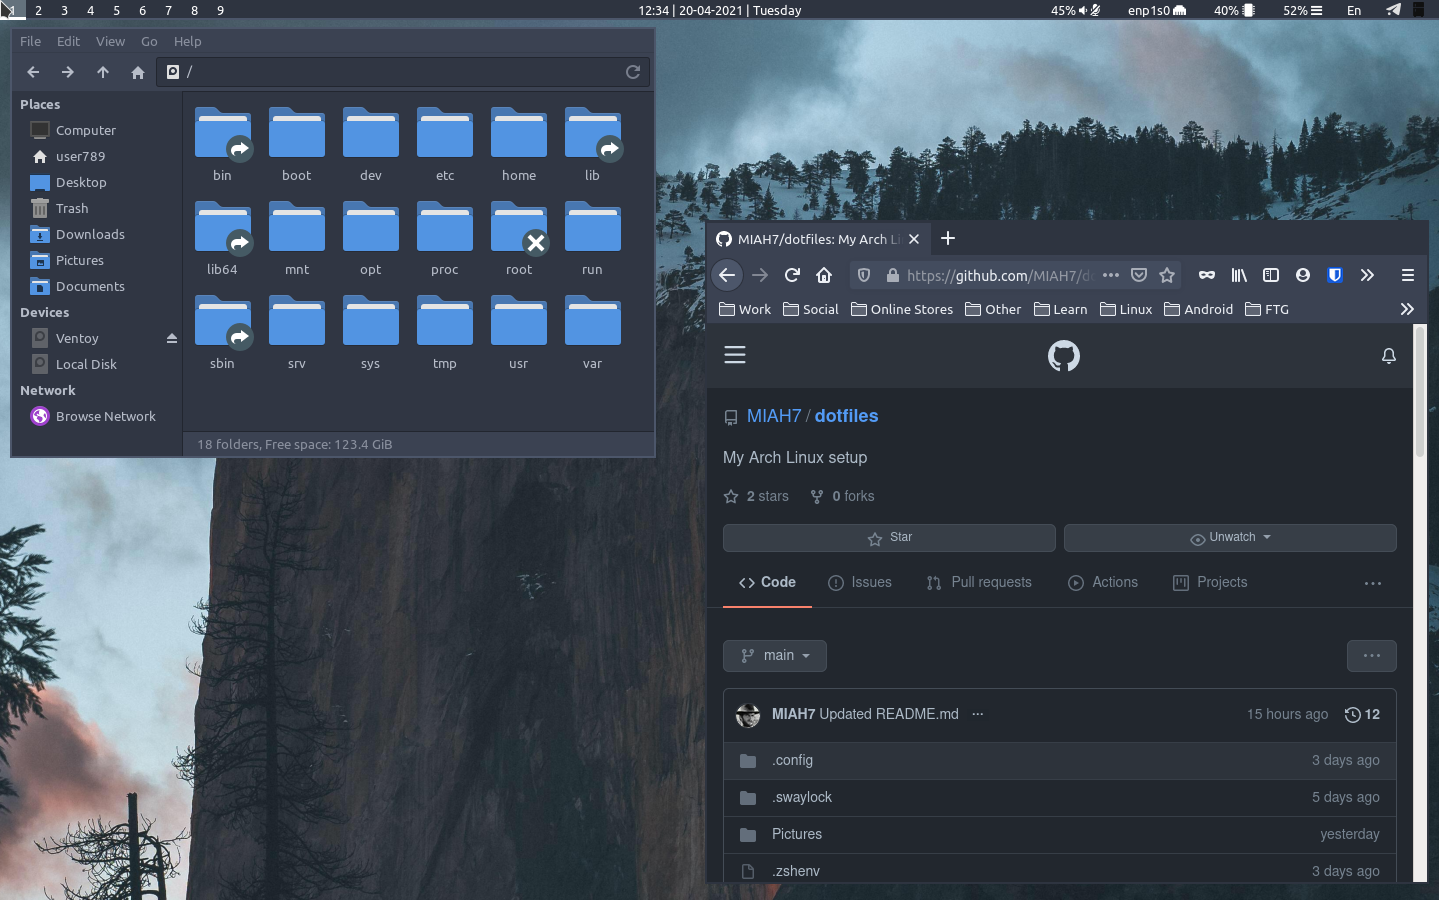 1 2 3 4 5 6 7 8 9 12:34 | 20-04-2021 | Tuesday 45% enp1s0 40% 52% En
File Edit View Go Help
/
Places
Computer
user789
Desktop
Trash
Downloads
Pictures
Documents
Devices
Ventoy
Local Disk
Network
Browse Network
bin boot dev etc home lib
lib64 mnt opt proc root run
sbin srv sys tmp usr var
18 folders, Free space: 123.4 GiB
MIAH7/dotfiles: My Arch Li
https://github.com/MIAH7/d
Work Social Online Stores Other Learn Linux Android FTG
MIAH7 / dotfiles
My Arch Linux setup
2 stars 0 forks
Star Unwatch
Code Issues Pull requests Actions Projects
main
MIAH7 Updated README.md 15 hours ago 12
.config 3 days ago
.swaylock 5 days ago
Pictures yesterday
.zshenv 3 days ago